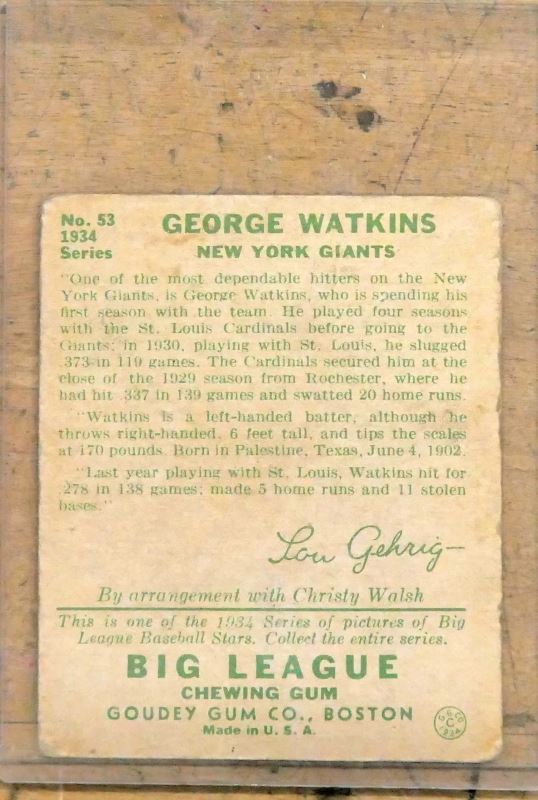 No. 53
1934
Series
GEORGE WATKINS
NEW YORK GIANTS
"One of the most dependable hitters on the New
York Giants, is George Watkins, who is spending his
first season with the team. He played four seasons
with the St. Louis Cardinals before going to the
Giants; in 1930, playing with St. Louis, he slugged
.373 in 119 games. The Cardinals secured him at the
close of the 1929 season from Rochester, where he
had hit .337 in 139 games and swatted 20 home runs.
"Watkins is a left-handed batter, although he
throws right-handed, 6 feet tall, and tips the scales
at 170 pounds. Born in Palestine, Texas, June 4, 1902.
"Last year playing with St. Louis, Watkins hit for
.278 in 138 games; made 5 home runs and 11 stolen
bases."
Lou Gehrig
By arrangement with Christy Walsh
This is one of the 1934 Series of pictures of Big
League Baseball Stars. Collect the entire series.
BIG LEAGUE
CHEWING GUM
GOUDEY GUM CO., BOSTON
Made in U. S. A.
G. G. CO.
C
1934